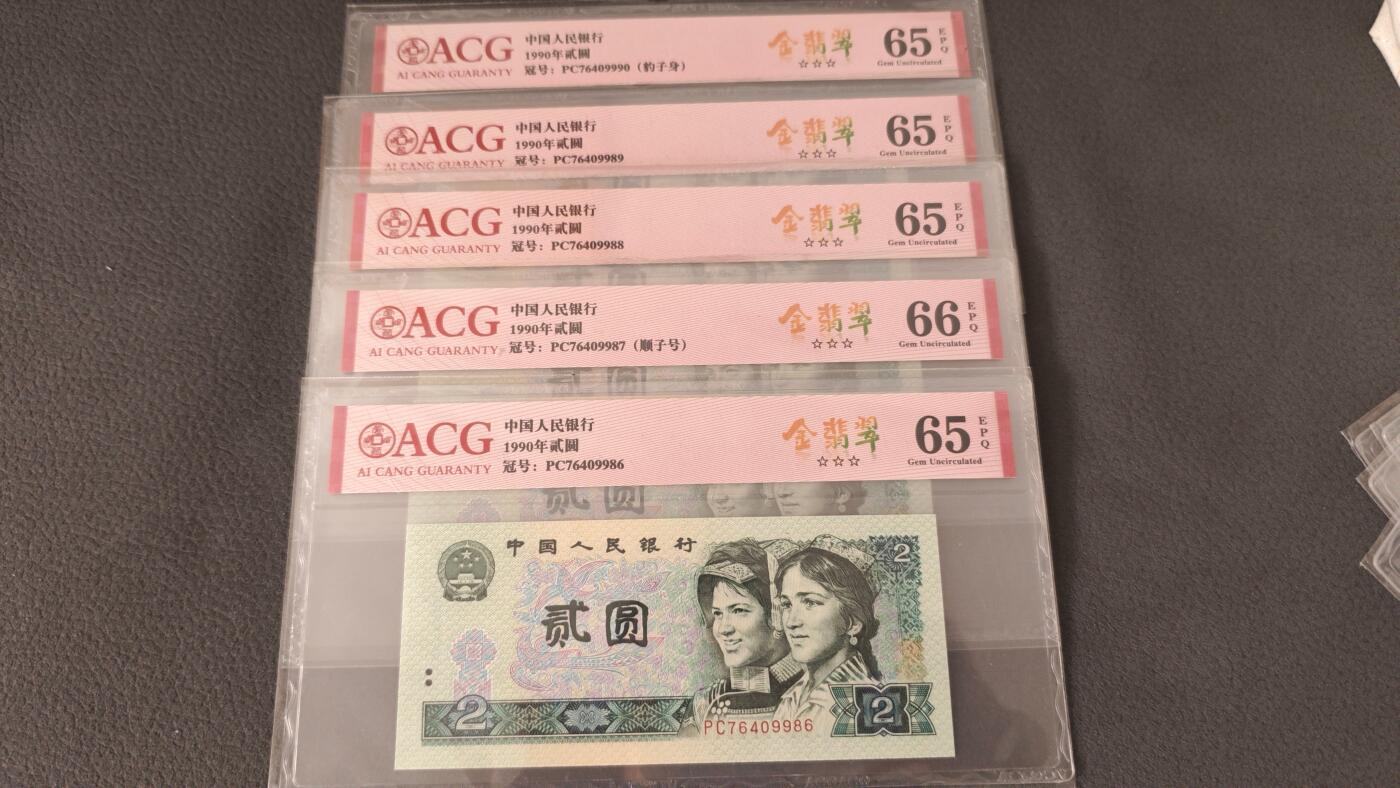 ACG
AI CANG GUARANTY
中国人民银行
1990年贰圆
冠号：PC76409990（豹子身）
金翡翠
☆☆☆
65
EPQ
Gem Uncirculated
ACG
AI CANG GUARANTY
中国人民银行
1990年贰圆
冠号：PC76409989
金翡翠
☆☆☆
65
EPQ
Gem Uncirculated
ACG
AI CANG GUARANTY
中国人民银行
1990年贰圆
冠号：PC76409988
金翡翠
☆☆☆
65
EPQ
Gem Uncirculated
ACG
AI CANG GUARANTY
中国人民银行
1990年贰圆
冠号：PC76409987（顺子号）
金翡翠
☆☆☆
66
EPQ
Gem Uncirculated
贰圆
ACG
AI CANG GUARANTY
中国人民银行
1990年贰圆
冠号：PC76409986
金翡翠
☆☆☆
65
EPQ
Gem Uncirculated
贰圆
中国人民银行
2
贰圆
2
PC76409986
2